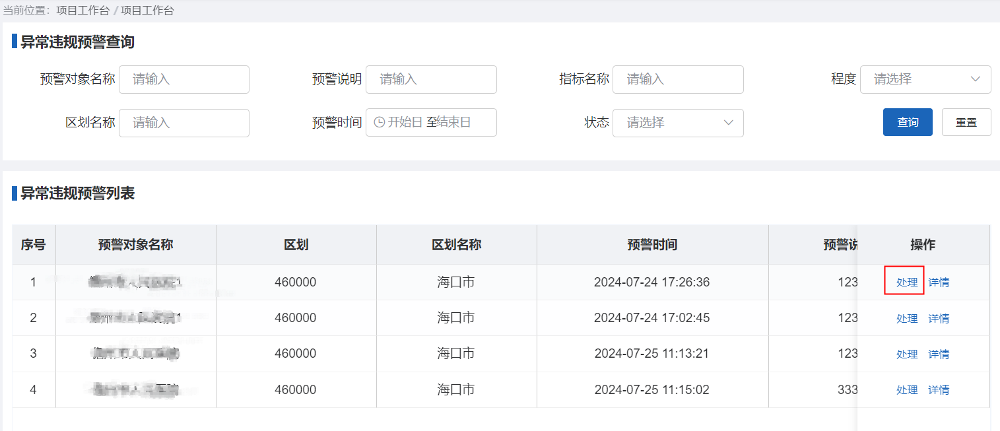 当前位置： 项目工作台 / 项目工作台
异常违规预警查询
预警对象名称 请输入 预警说明 请输入 指标名称 请输入 程度 请选择
区划名称 请输入 预警时间 开始日 至结束日 状态 请选择 查询 重置
异常违规预警列表
序号 预警对象名称 区划 区划名称 预警时间 预警说 操作
1 460000 海口市 2024-07-24 17:26:36 123 处理 详情
2 460000 海口市 2024-07-24 17:02:45 123 处理 详情
3 460000 海口市 2024-07-25 11:13:21 123 处理 详情
4 460000 海口市 2024-07-25 11:15:02 333 处理 详情